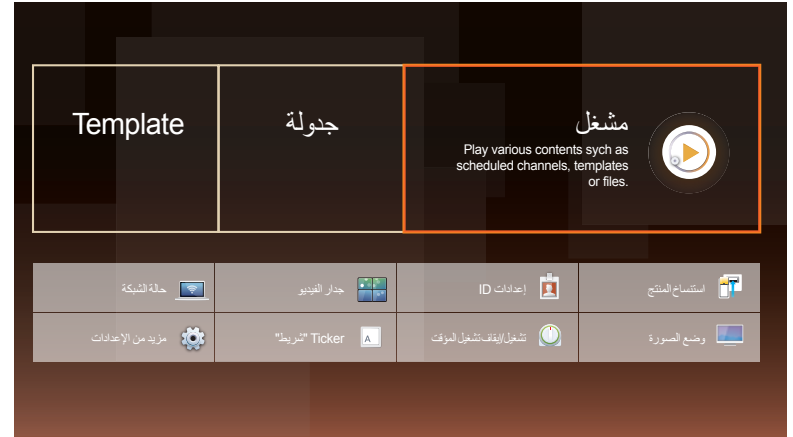 مشغل
Play various contents sych as
scheduled channels, templates
or files.
جدولة
Template
استنساخ المنتج
إعدادات ID
جدار الفيديو
حالة الشبكة
وضع الصورة
تشغيل/إيقاف تشغيل المؤقت
Ticker "شريط"
A
مزيد من الإعدادات